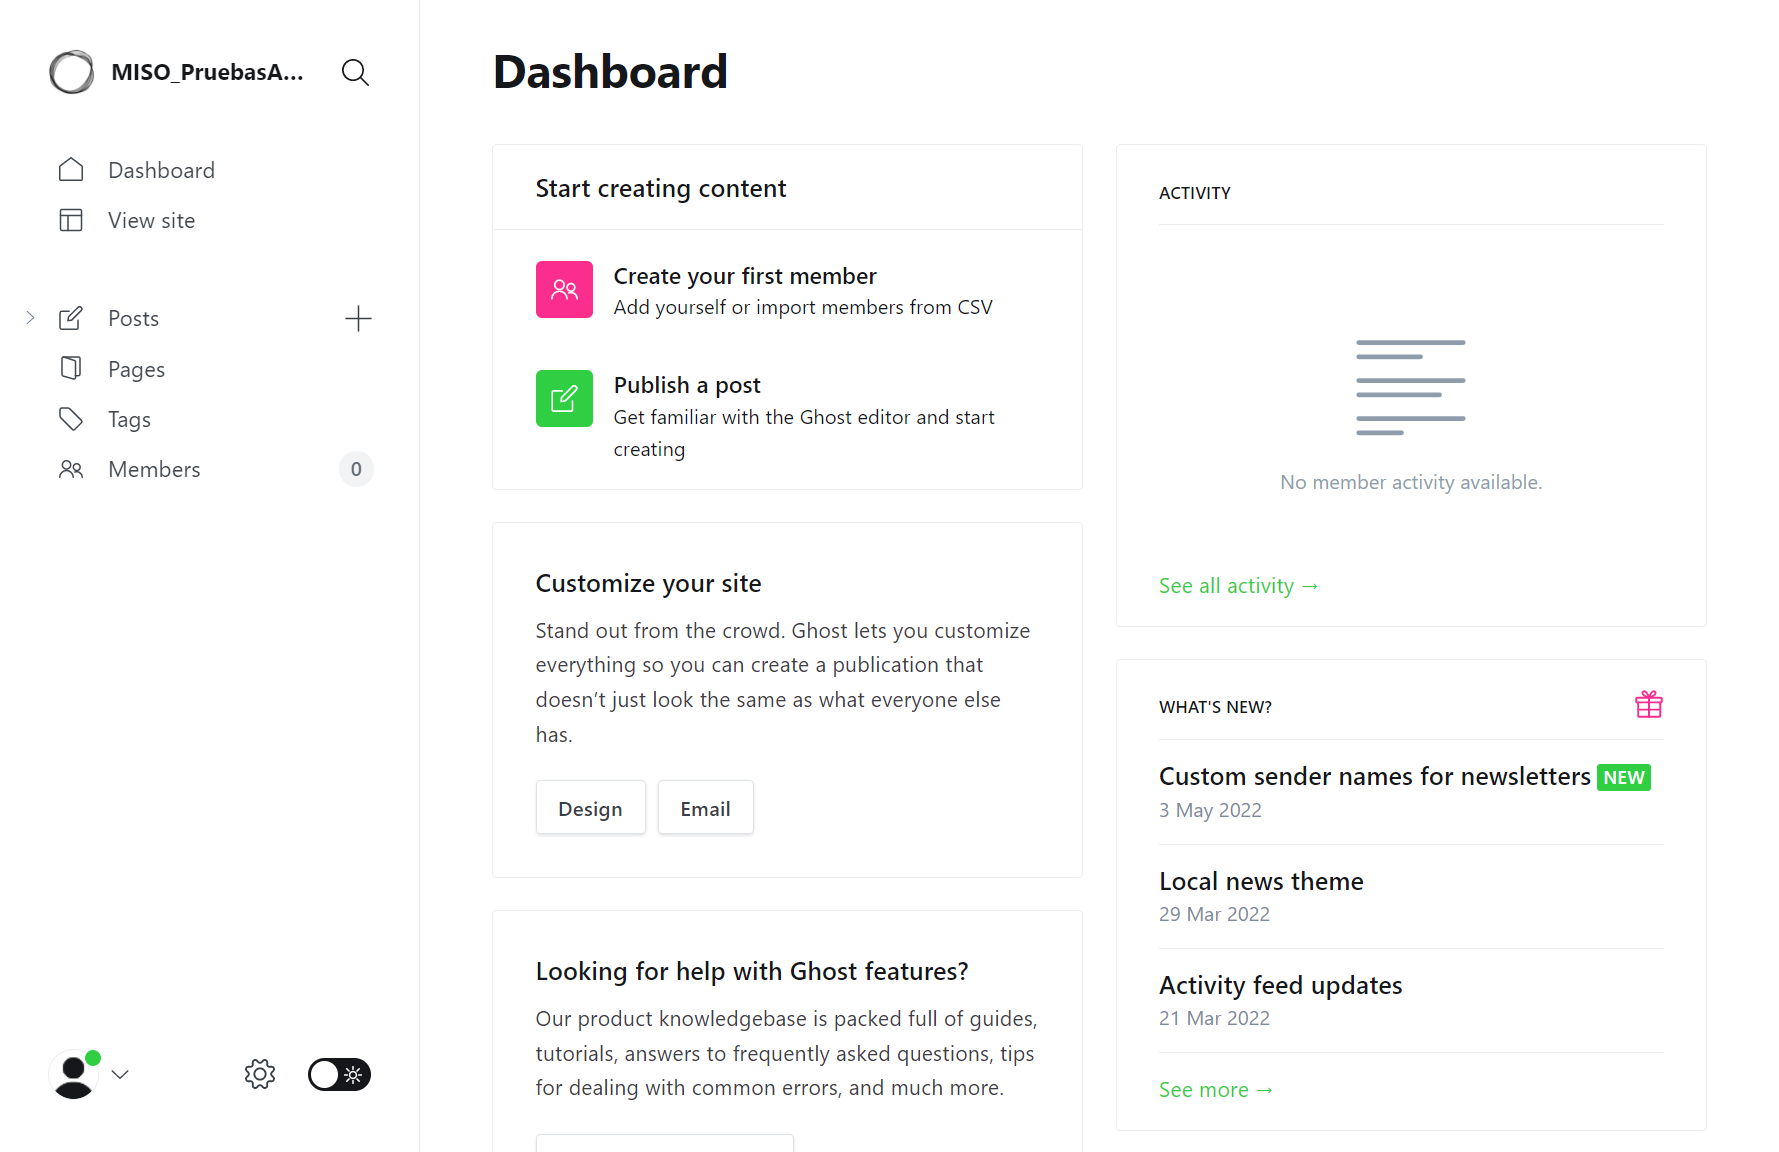 MISO_PruebasA...
Dashboard
View site
Posts
Pages
Tags
Members
0
Dashboard
Start creating content
Create your first member
Add yourself or import members from CSV
Publish a post
Get familiar with the Ghost editor and start
creating
Customize your site
Stand out from the crowd. Ghost lets you customize
everything so you can create a publication that
doesn’t just look the same as what everyone else
has.
Design
Email
Looking for help with Ghost features?
Our product knowledgebase is packed full of guides,
tutorials, answers to frequently asked questions, tips
for dealing with common errors, and much more.
ACTIVITY
No member activity available.
See all activity →
WHAT'S NEW?
Custom sender names for newsletters NEW
3 May 2022
Local news theme
29 Mar 2022
Activity feed updates
21 Mar 2022
See more →